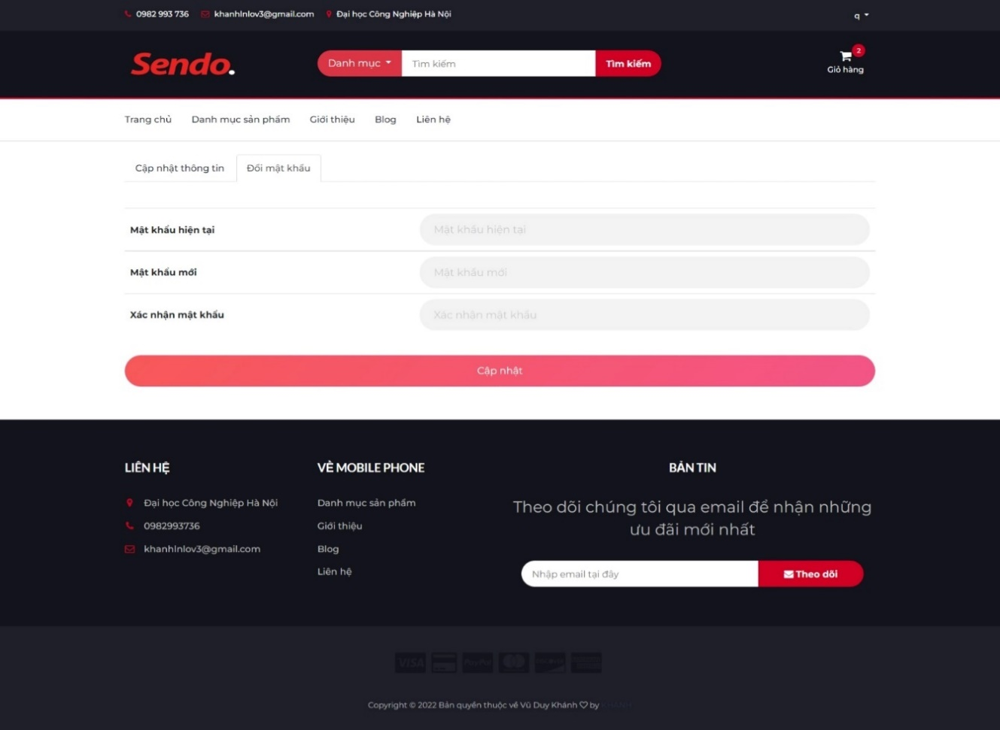 0982 993 736 khanhlnlov3@gmail.com Đại học Công Nghiệp Hà Nội q
Sendo.
Danh mục Tìm kiếm Tìm kiếm
2
Giỏ hàng
Trang chủ Danh mục sản phẩm Giới thiệu Blog Liên hệ
Cập nhật thông tin Đổi mật khẩu
Mật khẩu hiện tại Mật khẩu hiện tại
Mật khẩu mới Mật khẩu mới
Xác nhận mật khẩu Xác nhận mật khẩu
Cập nhật
LIÊN HỆ
Đại học Công Nghiệp Hà Nội
0982993736
khanhlnlov3@gmail.com
VỀ MOBILE PHONE
Danh mục sản phẩm
Giới thiệu
Blog
Liên hệ
BẢN TIN
Theo dõi chúng tôi qua email để nhận những
ưu đãi mới nhất
Nhập email tại đây Theo dõi
VISA PayPal
Copyright © 2022 Bản quyền thuộc về Vũ Duy Khánh by